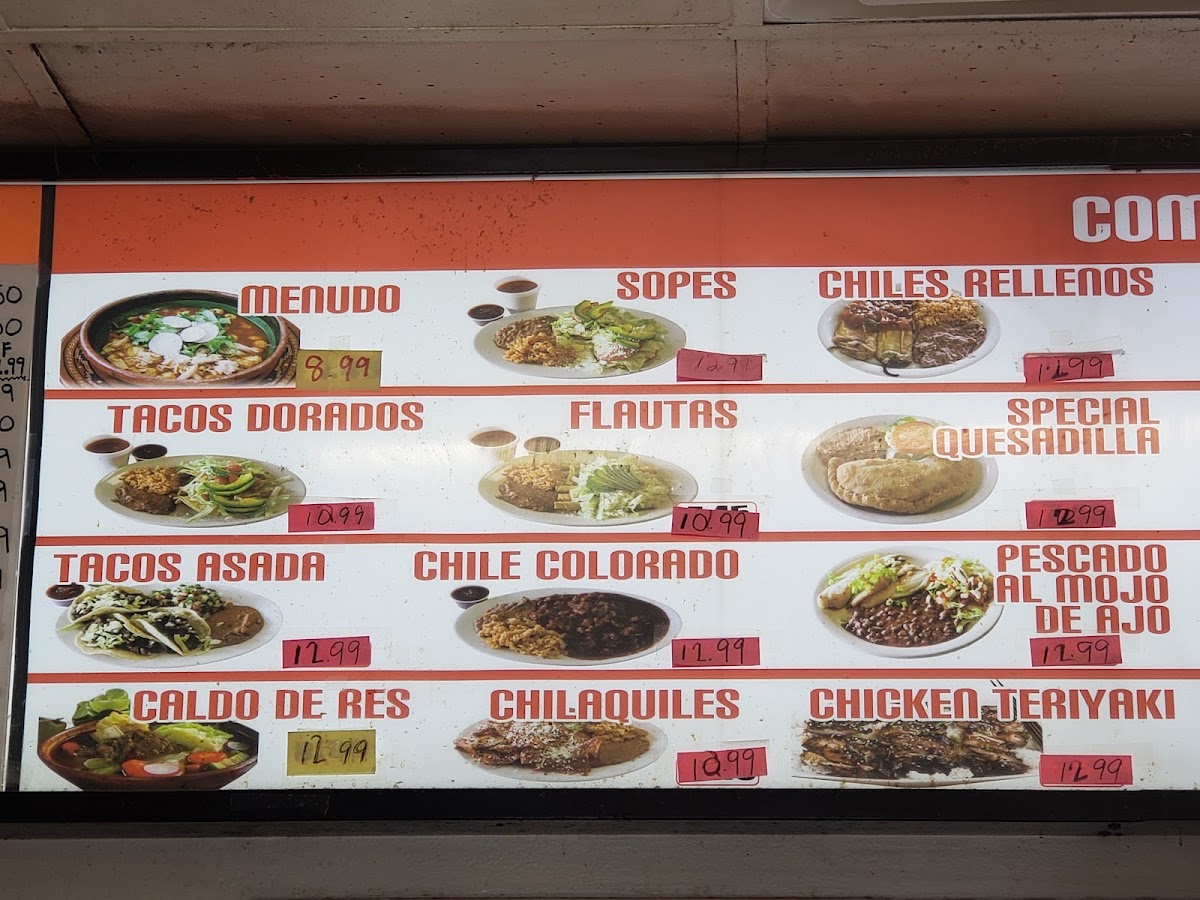 COM
MENUDO
8.99
SOPES
12.99
CHILES RELLENOS
11.99
TACOS DORADOS
10.99
FLAUTAS
10.99
SPECIAL
QUESADILLA
12.99
TACOS ASADA
12.99
CHILE COLORADO
12.99
PESCADO
AL MOJO
DE AJO
12.99
CALDO DE RES
12.99
CHILAQUILES
10.99
CHICKEN TERIYAKI
12.99